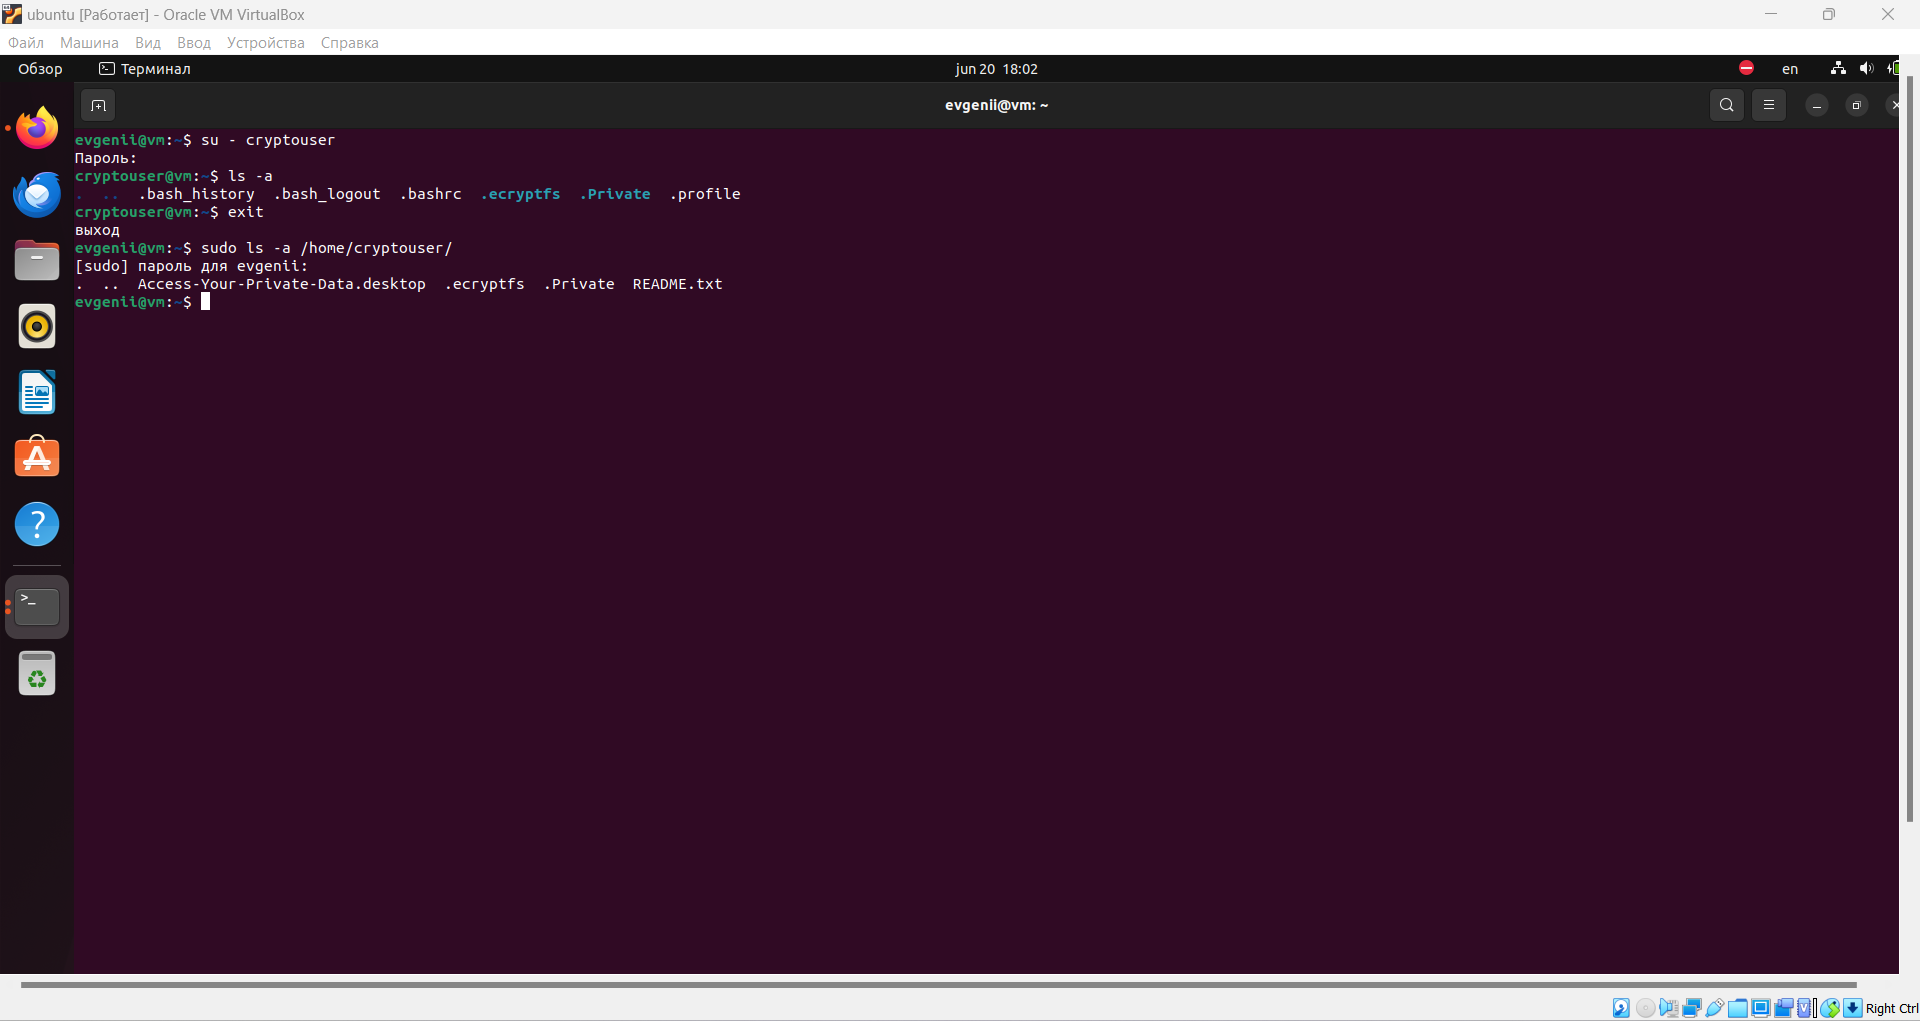 ubuntu [Работает] - Oracle VM VirtualBox
Файл Машина Вид Ввод Устройства Справка
Обзор Терминал jun 20 18:02 en
evgenii@vm: ~
evgenii@vm:~$ su - cryptouser
Пароль:
cryptouser@vm:~$ ls -a
. .. .bash_history .bash_logout .bashrc .ecryptfs .Private .profile
cryptouser@vm:~$ exit
выход
evgenii@vm:~$ sudo ls -a /home/cryptouser/
[sudo] пароль для evgenii:
. .. Access-Your-Private-Data.desktop .ecryptfs .Private README.txt
evgenii@vm:~$
Right Ctrl